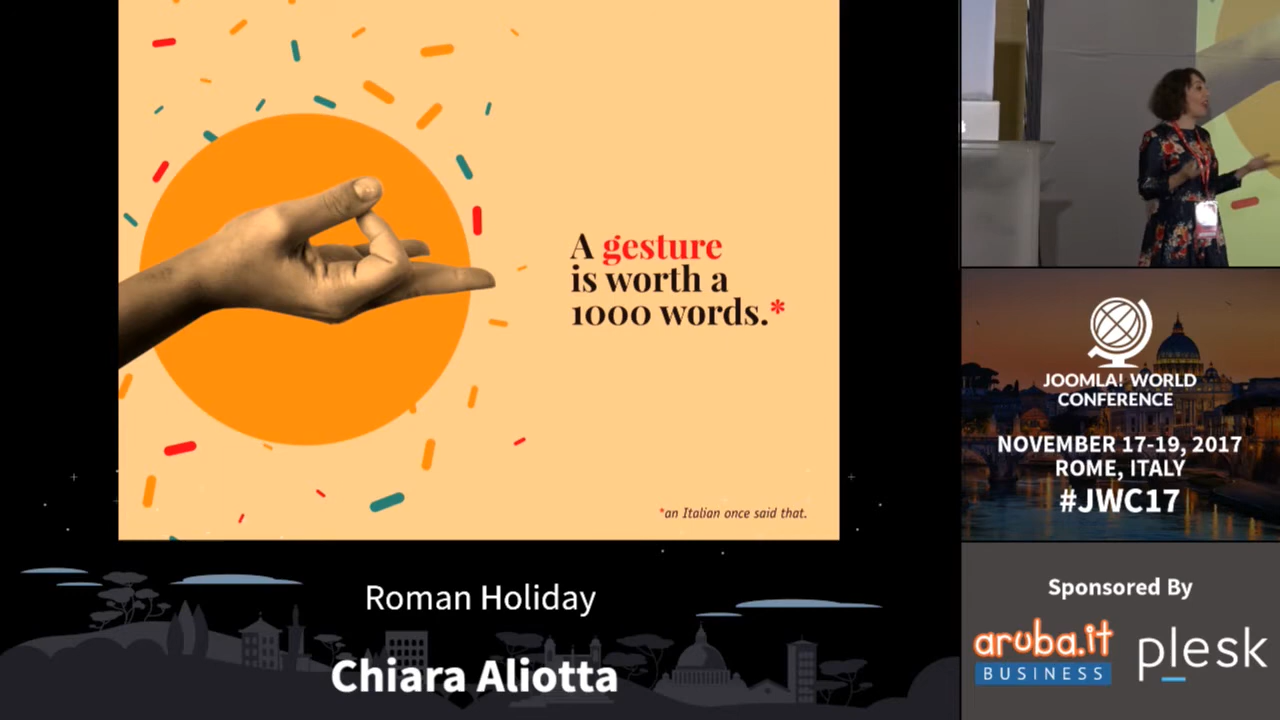 A gesture
is worth a
1000 words.*
*an Italian once said that.
Roman Holiday
Chiara Aliotta
JOOMLA! WORLD
CONFERENCE
NOVEMBER 17-19, 2017
ROME, ITALY
#JWC17
Sponsored By
aruba.it
BUSINESS
plesk